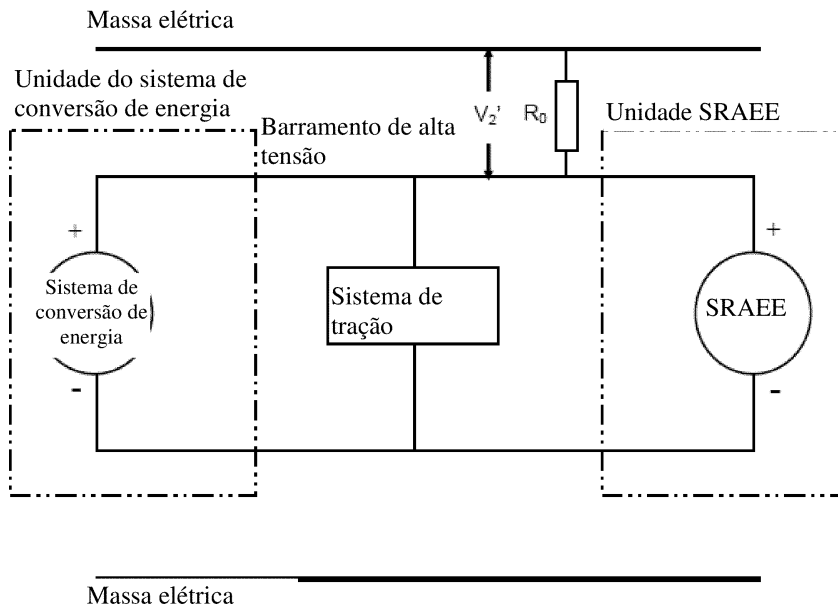 Massa elétrica
Unidade do sistema de
conversão de energia
Barramento de alta
tensão
V2'
R0
Unidade SRAEE
+
+
Sistema de
conversão de
energia
Sistema de
tração
SRAEE
-
-
Massa elétrica